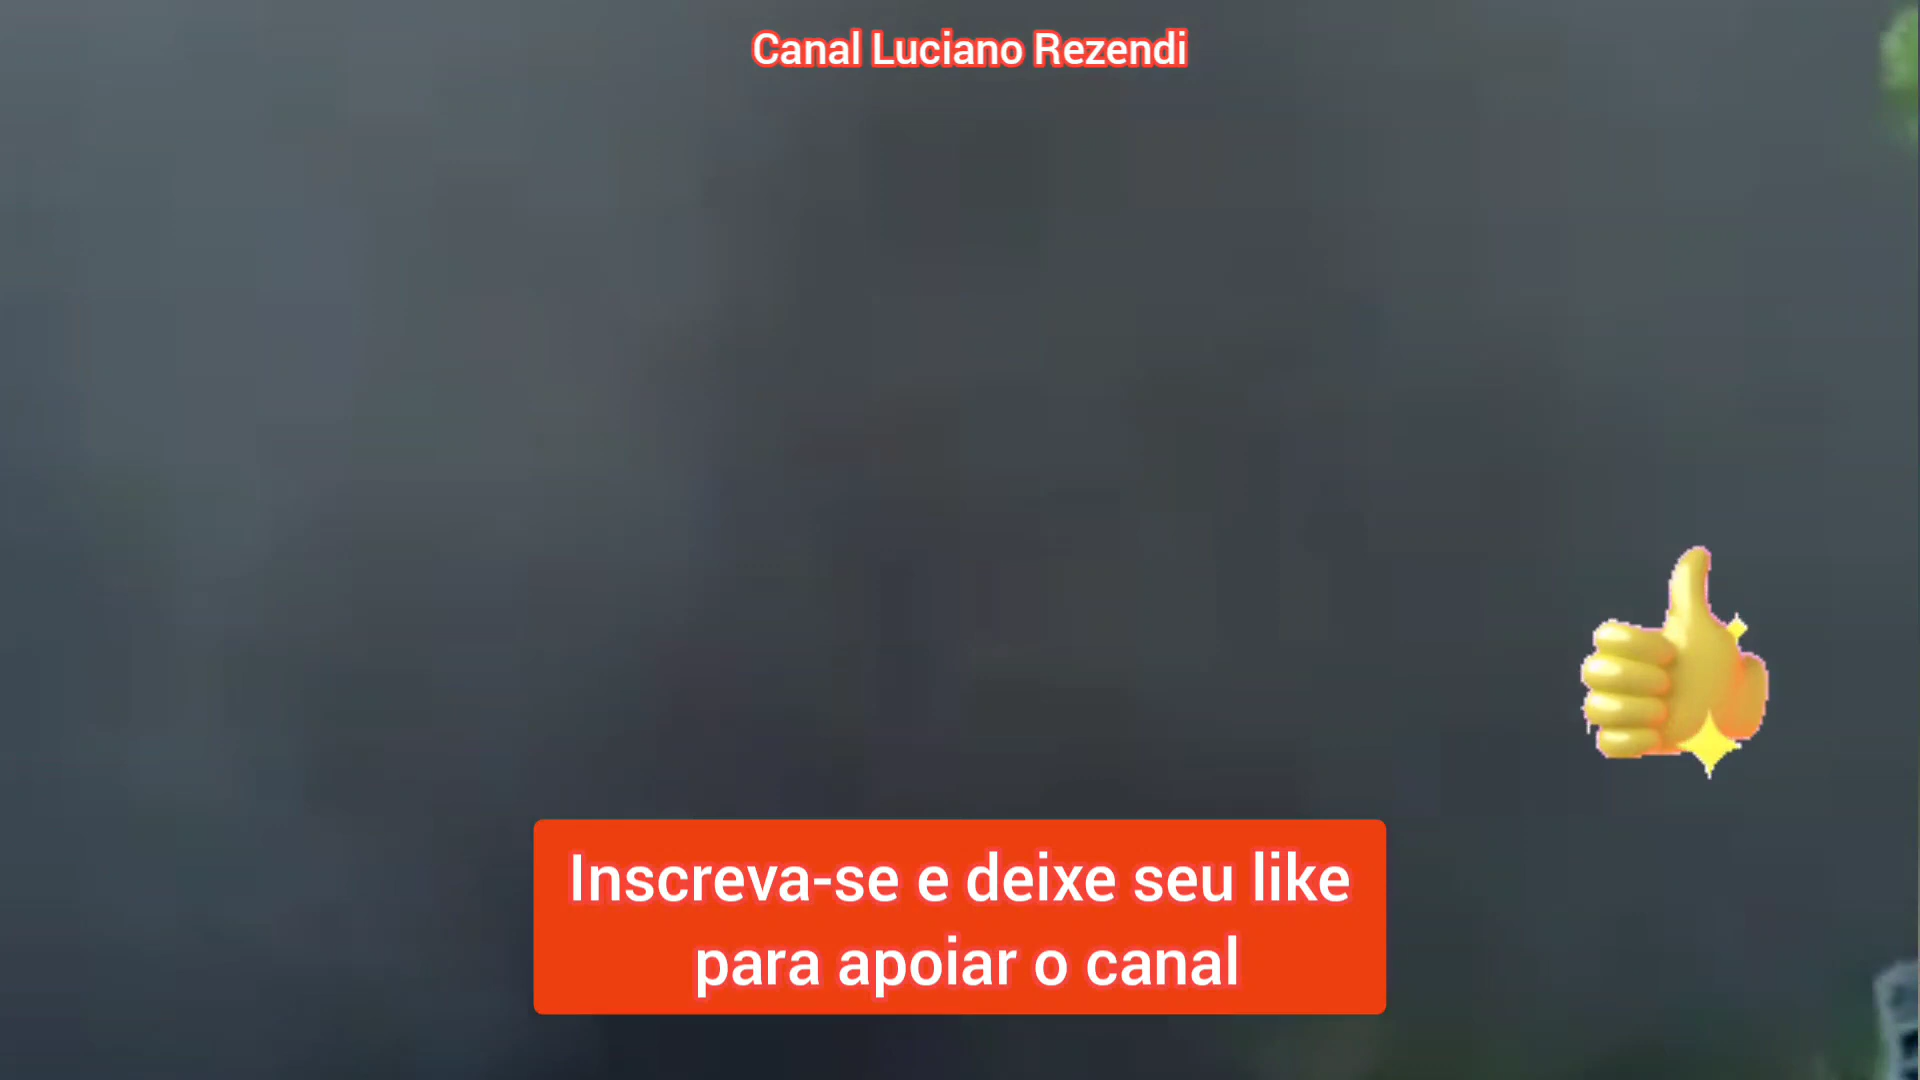 Canal Luciano Rezendi
Inscreva-se e deixe seu like
para apoiar o canal